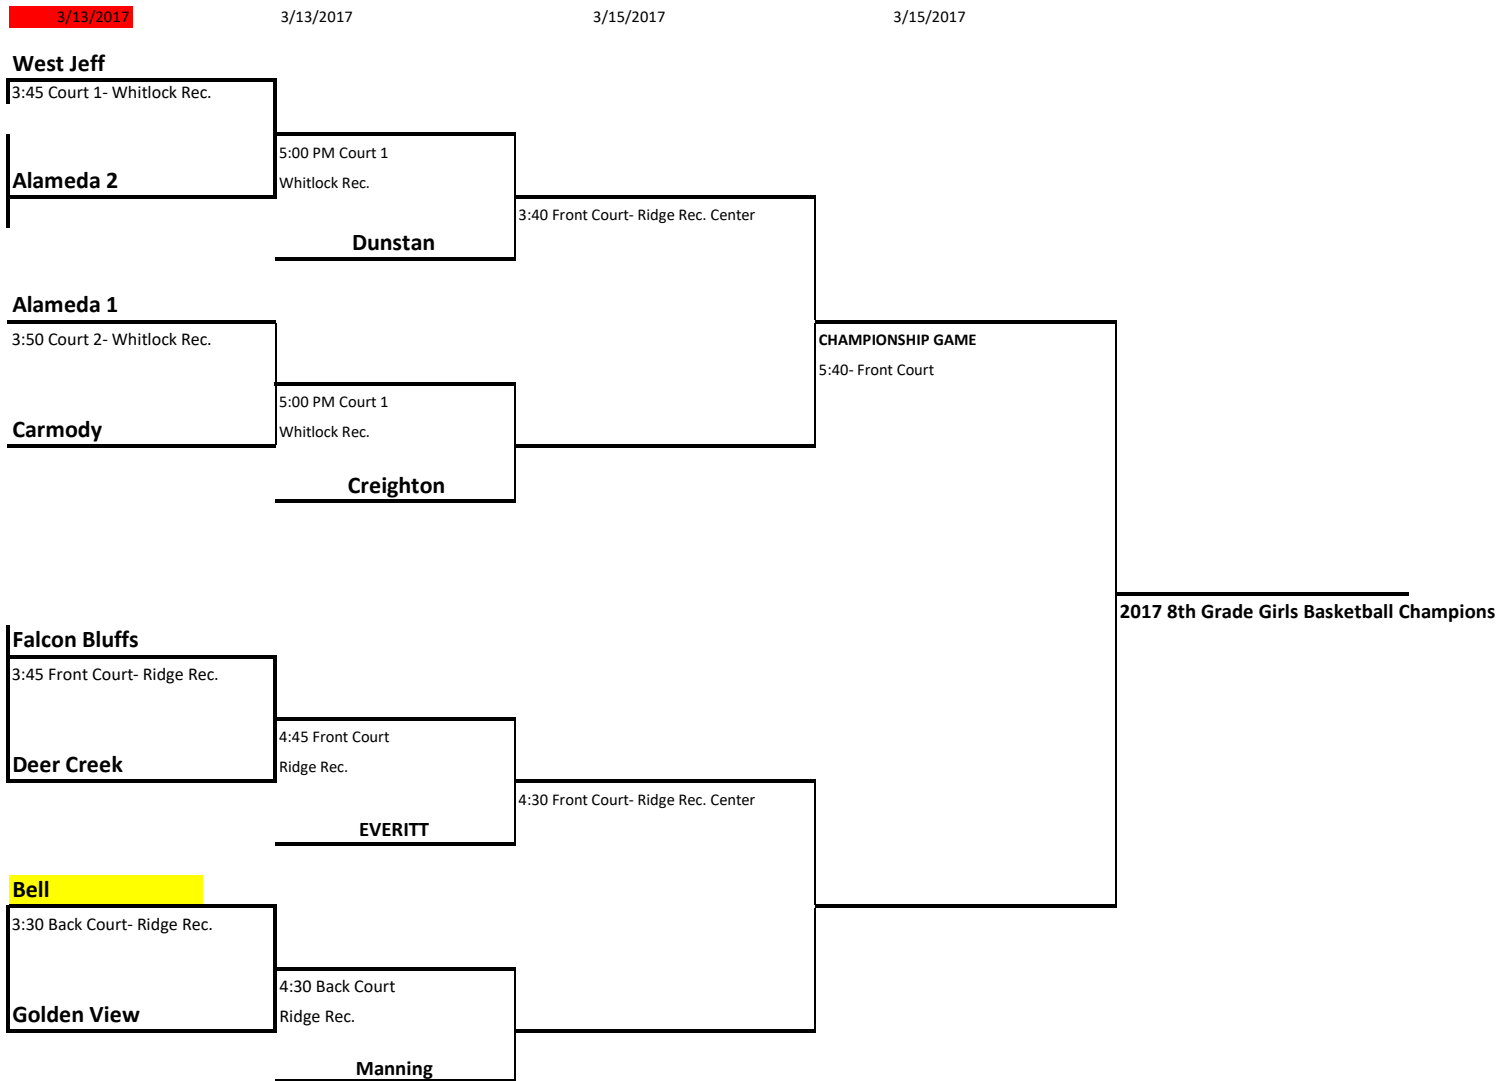 3/13/2017 3/13/2017 3/15/2017 3/15/2017
West Jeff
3:45 Court 1- Whitlock Rec.
5:00 PM Court 1
Alameda 2
Whitlock Rec.
3:40 Front Court- Ridge Rec. Center
Dunstan
Alameda 1
3:50 Court 2- Whitlock Rec.
CHAMPIONSHIP GAME
5:40- Front Court
5:00 PM Court 1
Carmody
Whitlock Rec.
Creighton
2017 8th Grade Girls Basketball Champions
Falcon Bluffs
3:45 Front Court- Ridge Rec.
4:45 Front Court
Deer Creek
Ridge Rec.
4:30 Front Court- Ridge Rec. Center
EVERITT
Bell
3:30 Back Court- Ridge Rec.
4:30 Back Court
Golden View
Ridge Rec.
Manning